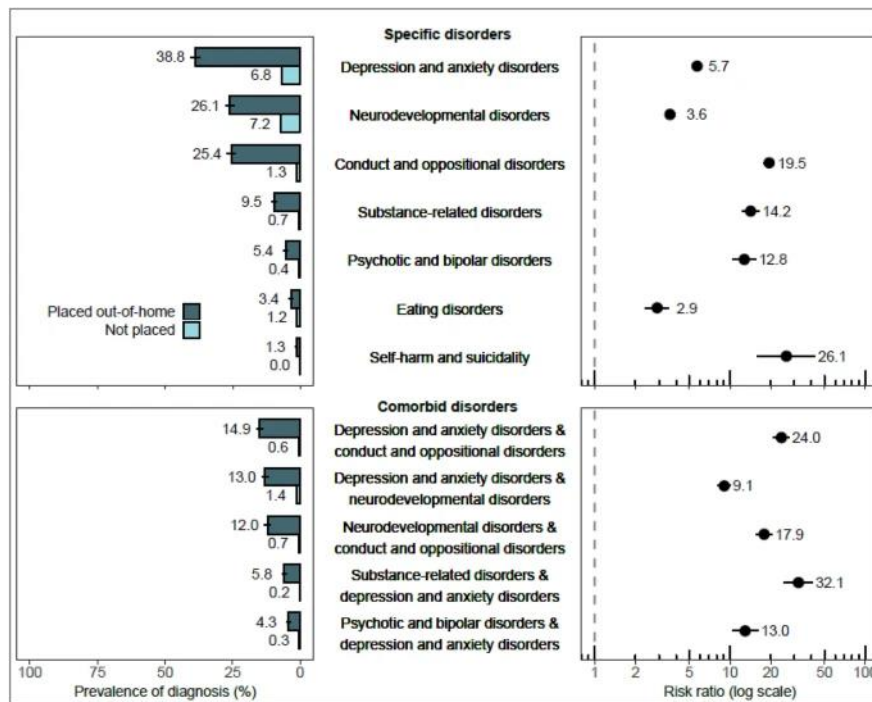 Specific disorders
38.8
6.8
Depression and anxiety disorders
5.7
26.1
7.2
Neurodevelopmental disorders
3.6
25.4
1.3
Conduct and oppositional disorders
19.5
9.5
0.7
Substance-related disorders
14.2
5.4
0.4
Psychotic and bipolar disorders
12.8
3.4
1.2
Eating disorders
2.9
Placed out-of-home
Not placed
1.3
0.0
Self-harm and suicidality
26.1
Comorbid disorders
14.9
0.6
Depression and anxiety disorders &
conduct and oppositional disorders
24.0
13.0
1.4
Depression and anxiety disorders &
neurodevelopmental disorders
9.1
12.0
0.7
Neurodevelopmental disorders &
conduct and oppositional disorders
17.9
5.8
0.2
Substance-related disorders &
depression and anxiety disorders
32.1
4.3
0.3
Psychotic and bipolar disorders &
depression and anxiety disorders
13.0
100 75 50 25 0
Prevalence of diagnosis (%)
1 2 5 10 20 50 100
Risk ratio (log scale)